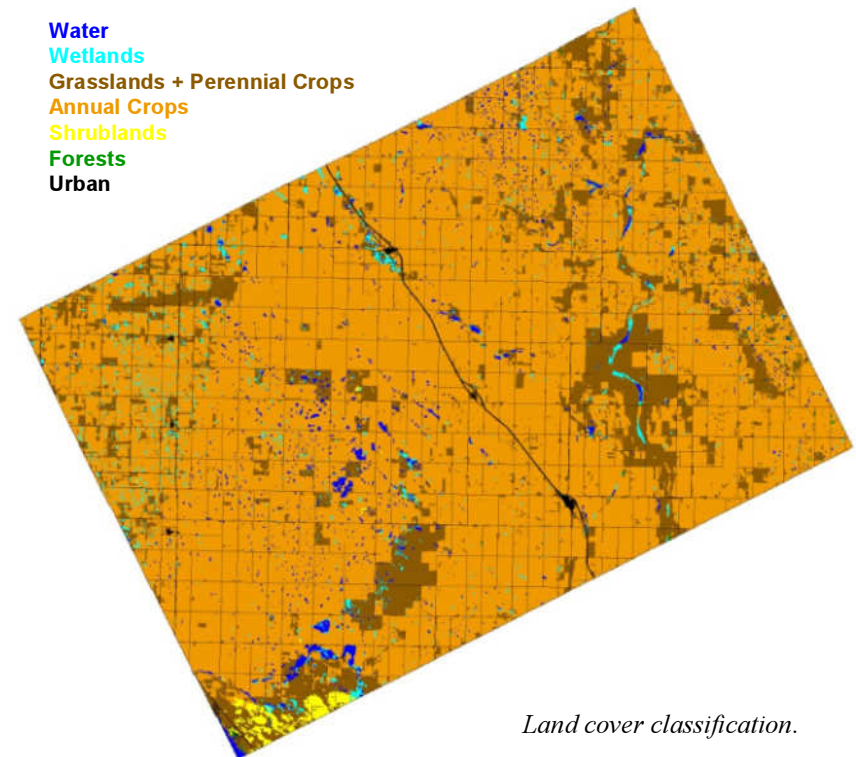 Water
Wetlands
Grasslands + Perennial Crops
Annual Crops
Shrublands
Forests
Urban
Land cover classification.